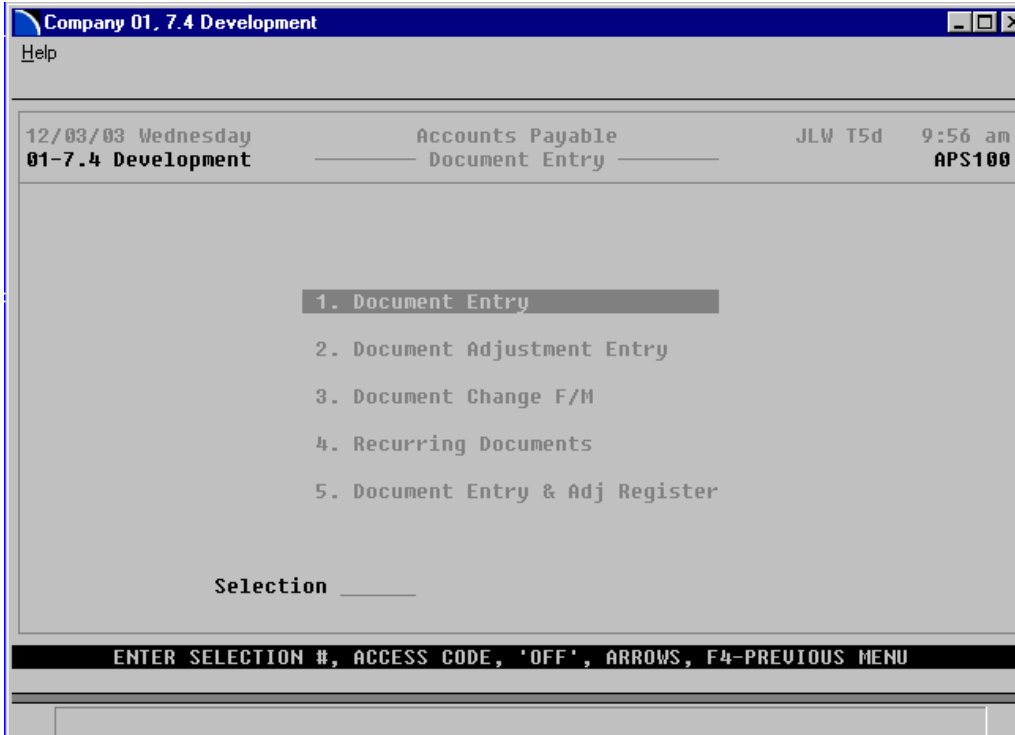 Company 01, 7.4 Development
Help
12/03/03 Wednesday Accounts Payable JLW T5d 9:56 am
01-7.4 Development Document Entry APS100
1. Document Entry
2. Document Adjustment Entry
3. Document Change F/M
4. Recurring Documents
5. Document Entry & Adj Register
Selection ______
ENTER SELECTION #, ACCESS CODE, 'OFF', ARROWS, F4-PREVIOUS MENU